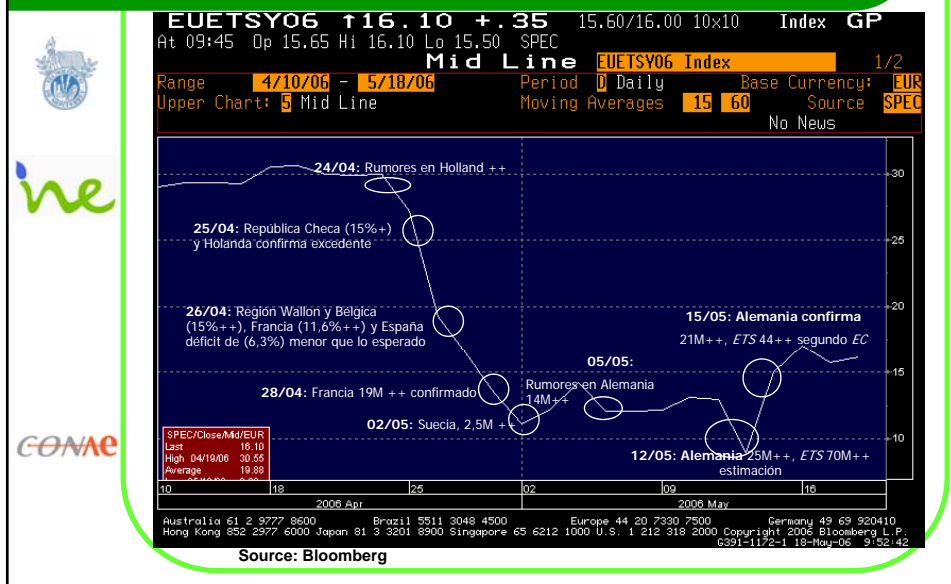 EUETSY06 ↑16.10 +.35 15.60/16.00 10x10 Index GP
At 09:45 Op 15.65 Hi 16.10 Lo 15.50 SPEC
Mid Line EUETSY06 Index 1/2
Range 4/10/06 - 5/18/06 Period D Daily Base Currency: EUR
Upper Chart: 5 Mid Line Moving Averages 15 60 Source SPEC
No News
24/04: Rumores en Holland ++
30
25/04: República Checa (15%+)
y Holanda confirma excedente
25
26/04: Región Wallon y Bélgica
(15%++), Francia (11,6%++) y España
déficit de (6,3%) menor que lo esperado
20
15/05: Alemania confirma
21M++, ETS 44++ segundo EC
05/05:
Rumores en Alemania
14M++
15
28/04: Francia 19M ++ confirmado
02/05: Suecia, 2,5M ++
10
12/05: Alemania 25M++, ETS 70M++
estimación
SPEC/Close/Mid/EUR
Last 16.10
High 04/19/06 30.55
Average 19.88
10 18 25 02 09 16
2006 Apr 2006 May
Australia 61 2 9777 8600 Brazil 5511 3048 4500 Europe 44 20 7330 7500 Germany 49 69 920410
Hong Kong 852 2977 6000 Japan 81 3 3201 8900 Singapore 65 6212 1000 U.S. 1 212 318 2000 Copyright 2006 Bloomberg L.P.
G391-1172-1 18-May-06 9:52:42
Source: Bloomberg
ine
CONAE